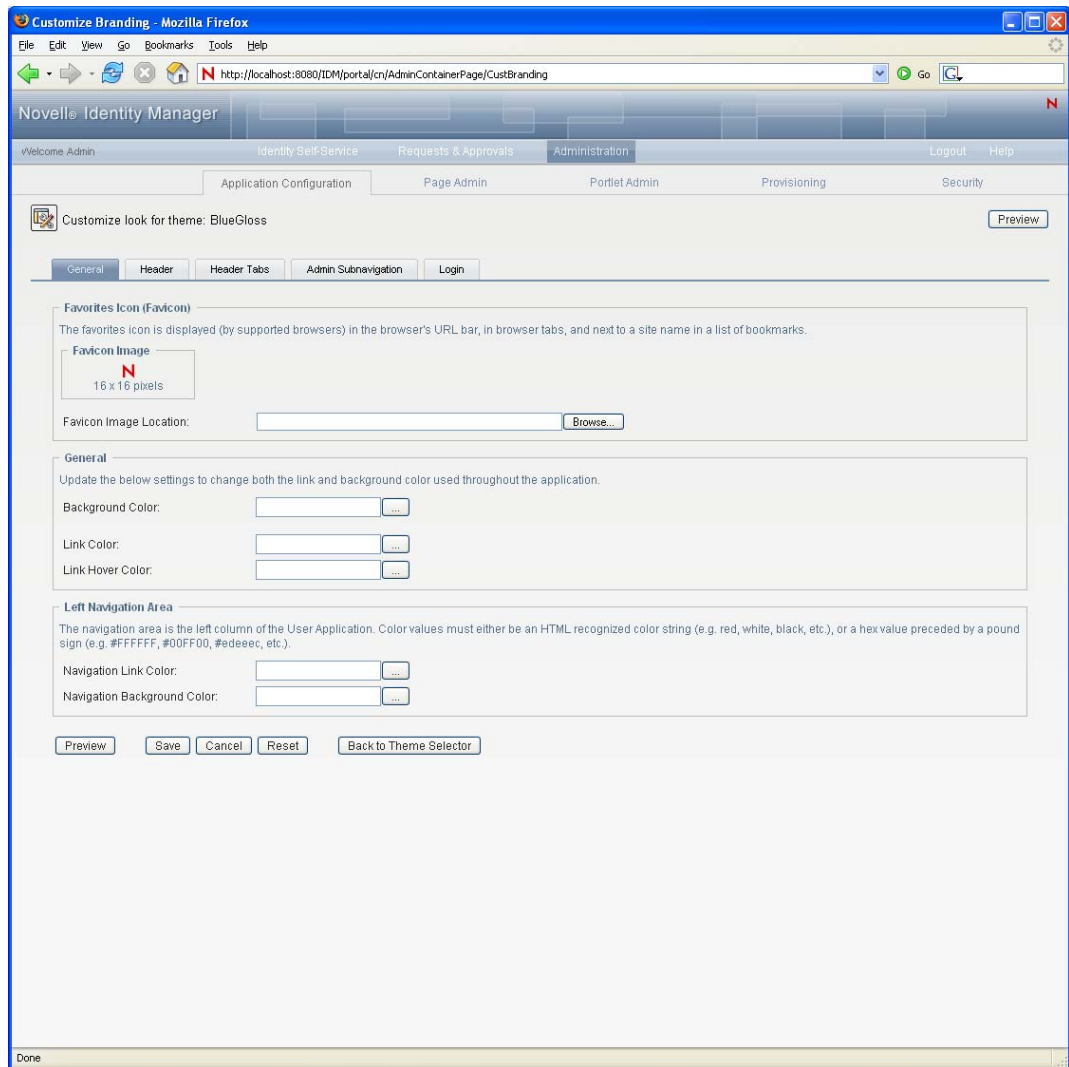 Customize Branding - Mozilla Firefox
File Edit View Go Bookmarks Tools Help
N http://localhost:8080/IDM/portal/cn/AdminContainerPage/CustBranding Go G
Novell® Identity Manager N
Welcome Admin Identity Self-Service Requests & Approvals Administration Logout Help
Application Configuration Page Admin Portlet Admin Provisioning Security
Customize look for theme: BlueGloss Preview
General Header Header Tabs Admin Subnavigation Login
Favorites Icon (Favicon)
The favorites icon is displayed (by supported browsers) in the browser's URL bar, in browser tabs, and next to a site name in a list of bookmarks.
Favicon Image
N
16 x 16 pixels
Favicon Image Location: Browse...
General
Update the below settings to change both the link and background color used throughout the application.
Background Color: ...
Link Color: ...
Link Hover Color: ...
Left Navigation Area
The navigation area is the left column of the User Application. Color values must either be an HTML recognized color string (e.g. red, white, black, etc.), or a hex value preceded by a pound
sign (e.g. #FFFFFF, #00FF00, #edeeec, etc.).
Navigation Link Color: ...
Navigation Background Color: ...
Preview Save Cancel Reset Back to Theme Selector
Done